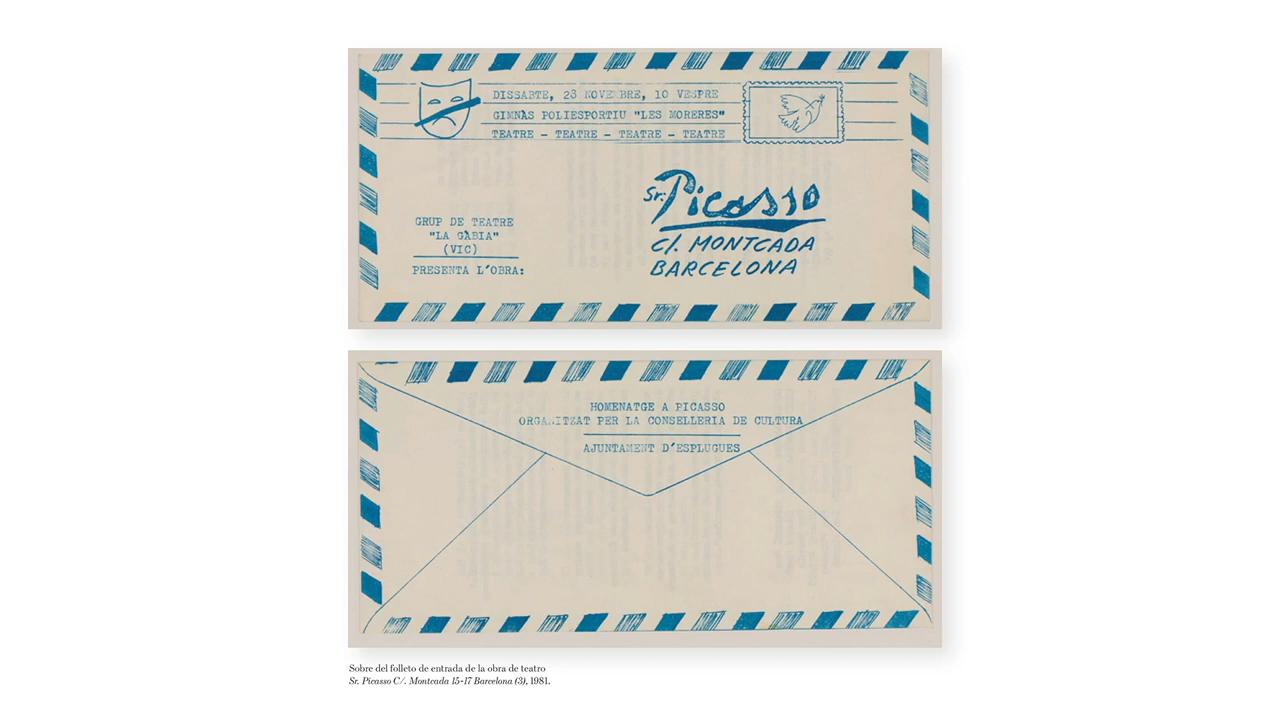 DISSABTE, 28 NOVEMBRE, 10 VESPRE
GIMNÀS POLIESPORTIU "LES MORERES"
TEATRE - TEATRE - TEATRE - TEATRE
Sr. Picasso
C/. MONTCADA
BARCELONA
GRUP DE TEATRE
"LA GÀBIA"
(VIC)
PRESENTA L'OBRA:
HOMENATGE A PICASSO
ORGANITZAT PER LA CONSELLERIA DE CULTURA
AJUNTAMENT D'ESPLUGUES
Sobre del folleto de entrada de la obra de teatro
Sr. Picasso C/. Montcada 15-17 Barcelona (3), 1981.